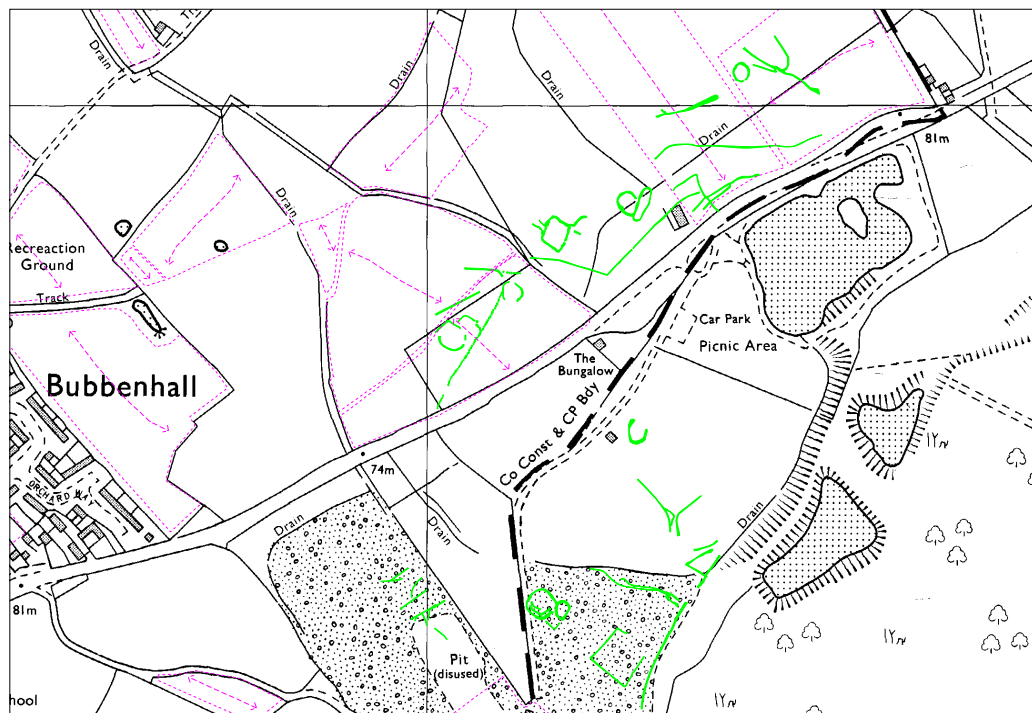 Drain
Drain
Drain
Drain
81m
Drain
Recreaction
Ground
Track
Car Park
Picnic Area
The
Bungalow
Bubbenhall
Co Const & CP Bdy
74m
ORCHARD WAY
Drain
Drain
Drain
81m
Pit
(disused)
hool